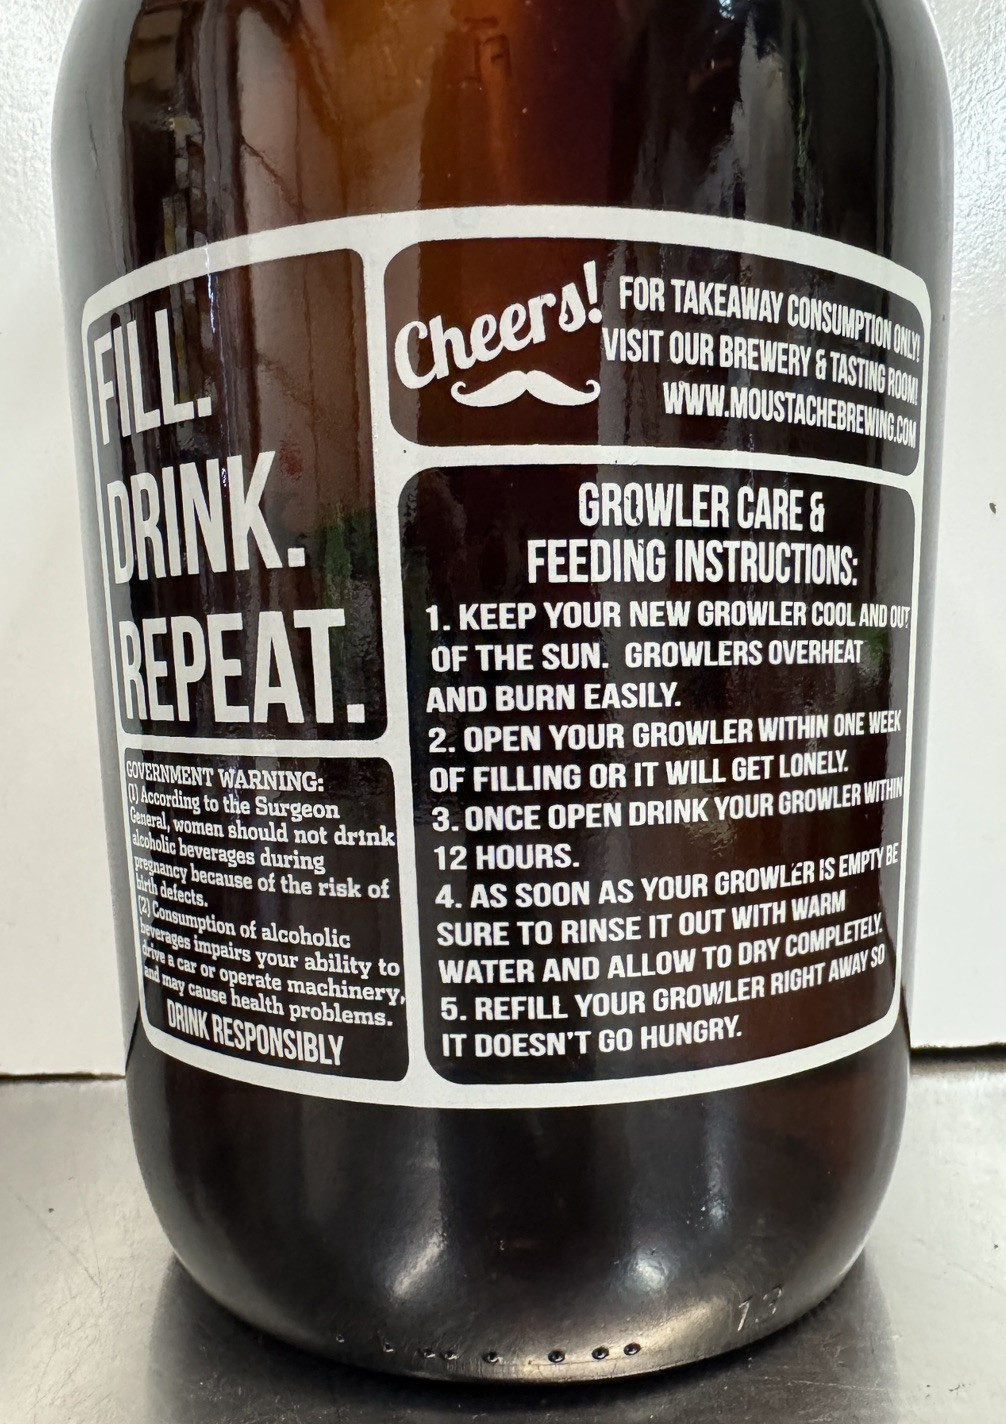 FILL.
DRINK.
REPEAT.
GOVERNMENT WARNING:
(1) According to the Surgeon
General, women should not drink
alcoholic beverages during
pregnancy because of the risk of
birth defects.
(2) Consumption of alcoholic
beverages impairs your ability to
drive a car or operate machinery,
and may cause health problems.
DRINK RESPONSIBLY
Cheers!
FOR TAKEAWAY CONSUMPTION ONLY!
VISIT OUR BREWERY & TASTING ROOM!
WWW.MOUSTACHEBREWING.COM
GROWLER CARE &
FEEDING INSTRUCTIONS:
1. KEEP YOUR NEW GROWLER COOL AND OUT
OF THE SUN. GROWLERS OVERHEAT
AND BURN EASILY.
2. OPEN YOUR GROWLER WITHIN ONE WEEK
OF FILLING OR IT WILL GET LONELY.
3. ONCE OPEN DRINK YOUR GROWLER WITHIN
12 HOURS.
4. AS SOON AS YOUR GROWLER IS EMPTY BE
SURE TO RINSE IT OUT WITH WARM
WATER AND ALLOW TO DRY COMPLETELY.
5. REFILL YOUR GROWLER RIGHT AWAY SO
IT DOESN'T GO HUNGRY.
13